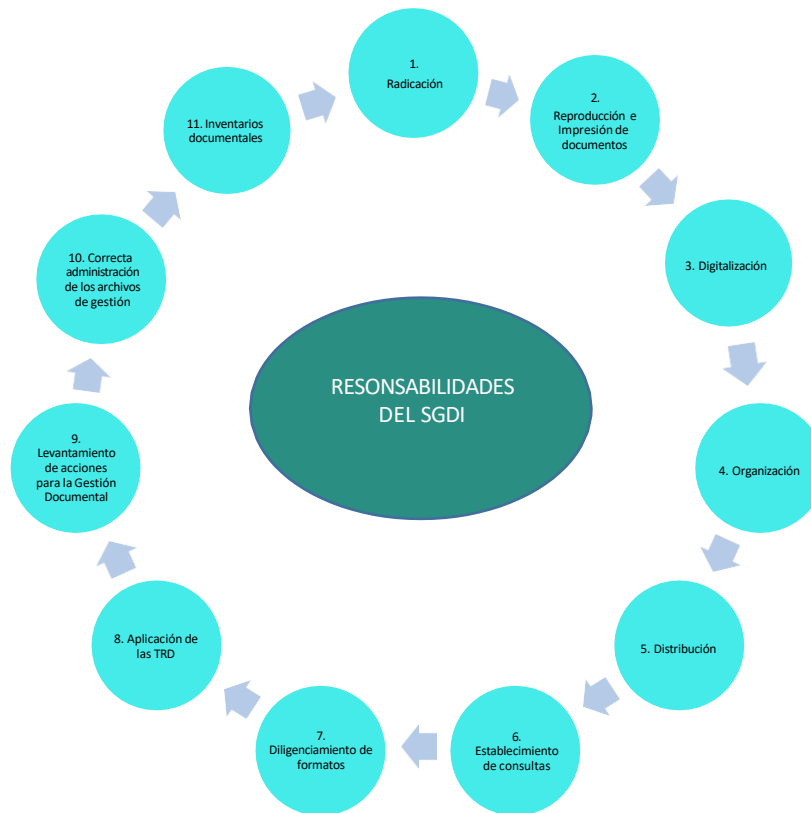 RESONSABILIDADES
DEL SGDI
1.
Radicación
2.
Reproducción e
Impresión de
documentos
3. Digitalización
4. Organización
5. Distribución
6.
Establecimiento
de consultas
7.
Diligenciamiento de
formatos
8. Aplicación de
las TRD
9.
Levantamiento
de acciones
para la Gestión
Documental
10. Correcta
administración
de los archivos
de gestión
11. Inventarios
documentales